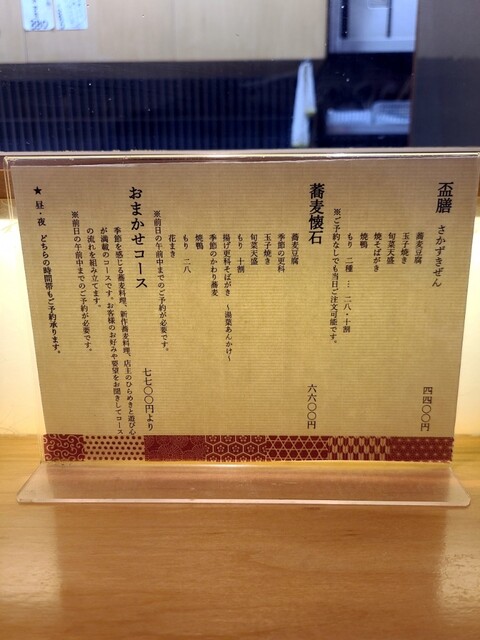 盃膳 さかずきぜん 四四〇〇円
蕎麦豆腐
玉子焼き
旬菜天盛
焼そばがき
焼鴨
もり 二種 … 二八・十割
※ご予約なしでも当日ご注文可能です。
蕎麦懐石 六六〇〇円
蕎麦豆腐
季節の更科
玉子焼き
旬菜天盛
もり 十割
揚げ更科そばがき ～湯葉あんかけ～
季節のかわり蕎麦
焼鴨
もり 二八
花まき
※前日の午前中までのご予約が必要です。
おまかせコース 七七〇〇円より
季節を感じる蕎麦料理、新作蕎麦料理、店主のひらめきと遊び心
が満載のコースです。お客様のお好みや要望をお聞きしてコース
の流れを組み立てます。
※前日の午前中までのご予約が必要です。
★ 昼・夜 どちらの時間帯もご予約承ります。